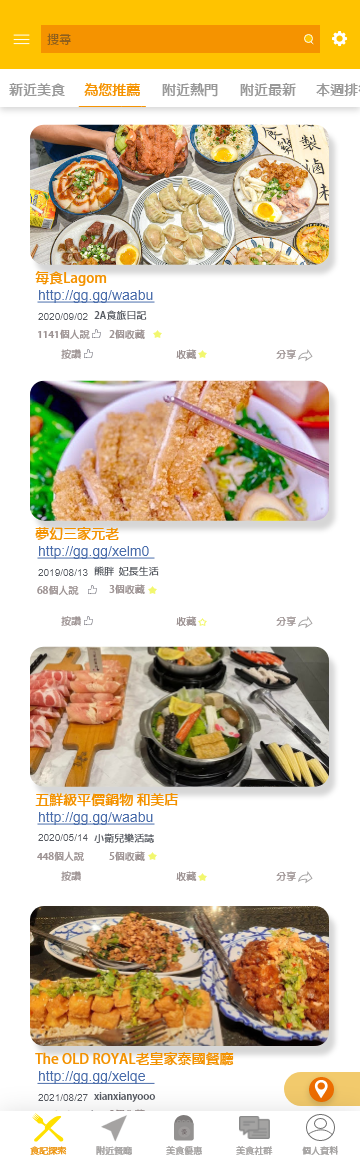 搜尋
新近美食 為您推薦 附近熱門 附近最新 本週排
每食Lagom
http://gg.gg/waabu
2020/09/02 2A食旅日記
1141個人說 2個收藏
按讚 收藏 分享
夢幻三家元老
http://gg.gg/xelm0
2019/08/13 熊胖 妃長生活
68個人說 3個收藏
按讚 收藏 分享
五鮮級平價鍋物 和美店
http://gg.gg/waabu
2020/05/14 小蒟兒樂活誌
448個人說 5個收藏
按讚 收藏 分享
The OLD ROYAL老皇家泰國餐廳
http://gg.gg/xelqe
2021/08/27 xianxianyooo
食記探索 附近餐廳 美食優惠 美食社群 個人資料